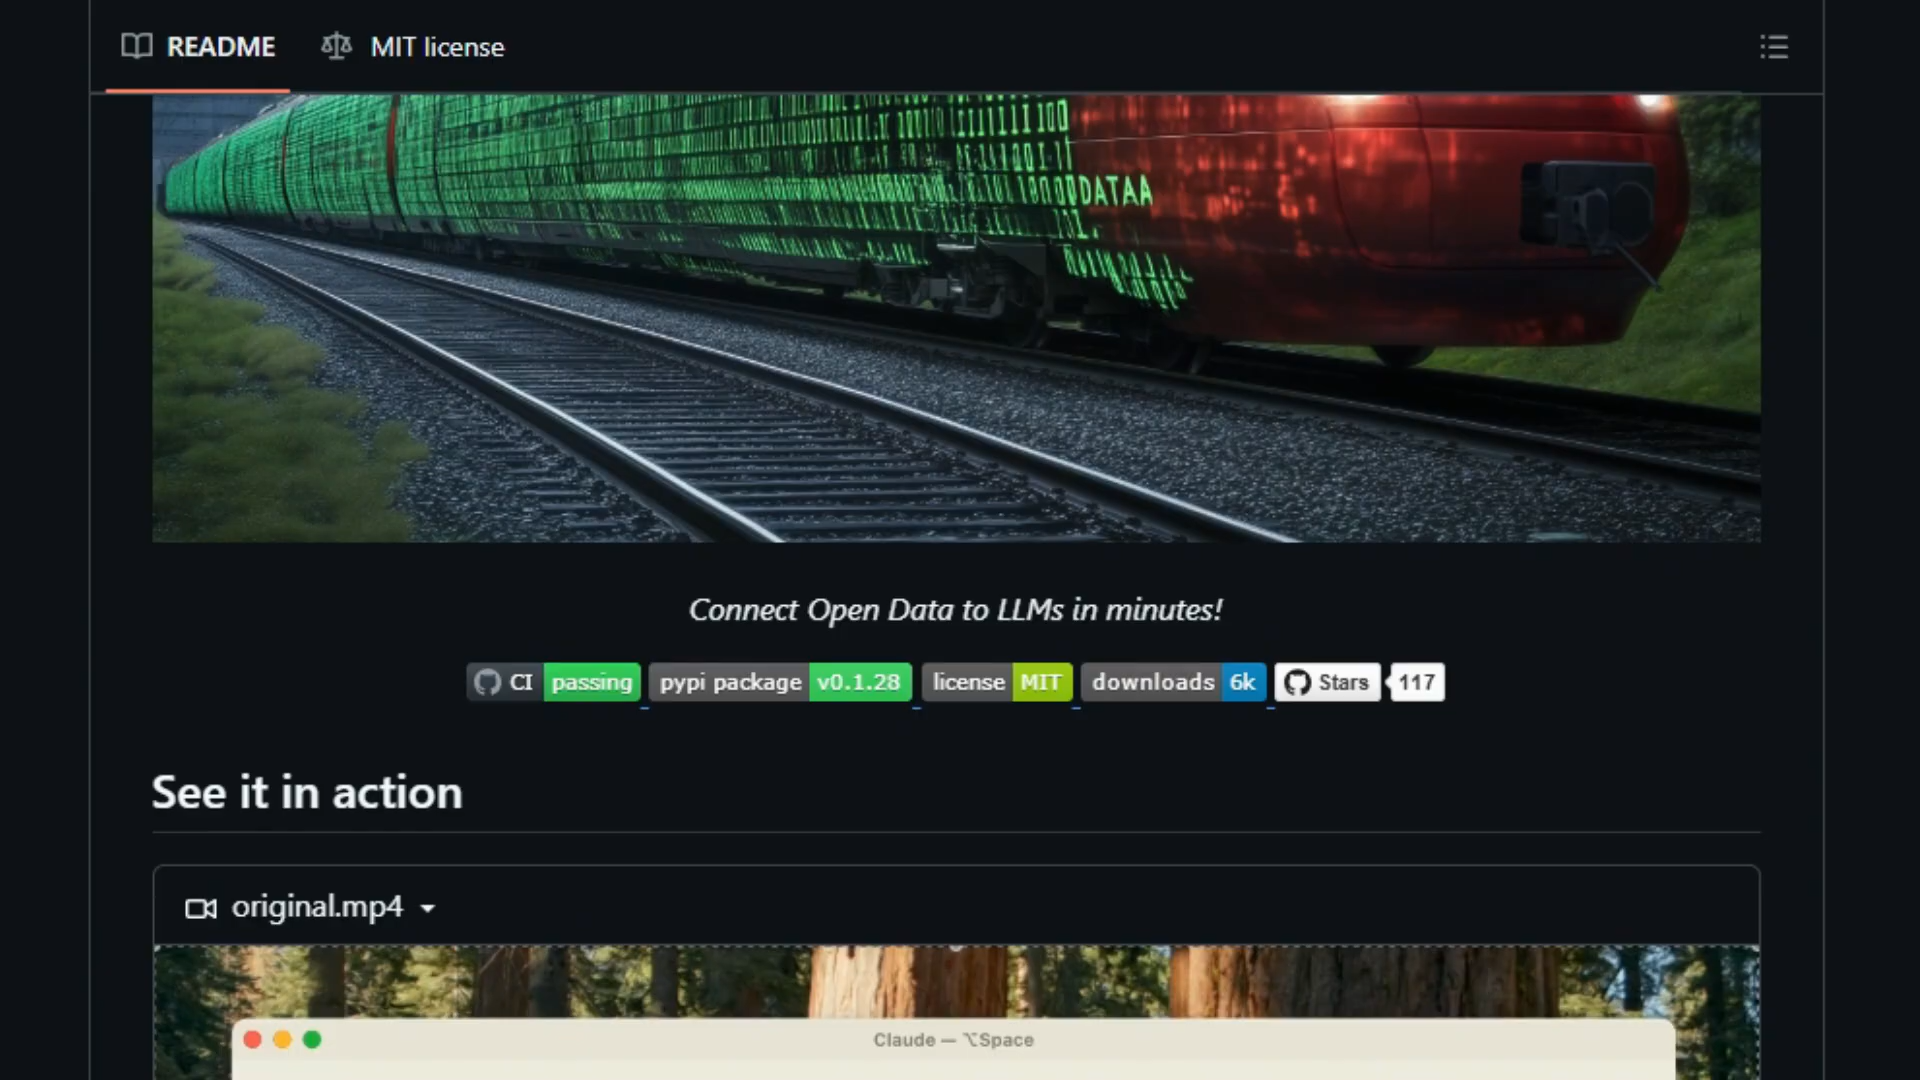 README MIT license
DATAA
Connect Open Data to LLMs in minutes!
CI passing pypi package v0.1.28 license MIT downloads 6k Stars 117
See it in action
original.mp4
Claude — ⌥Space